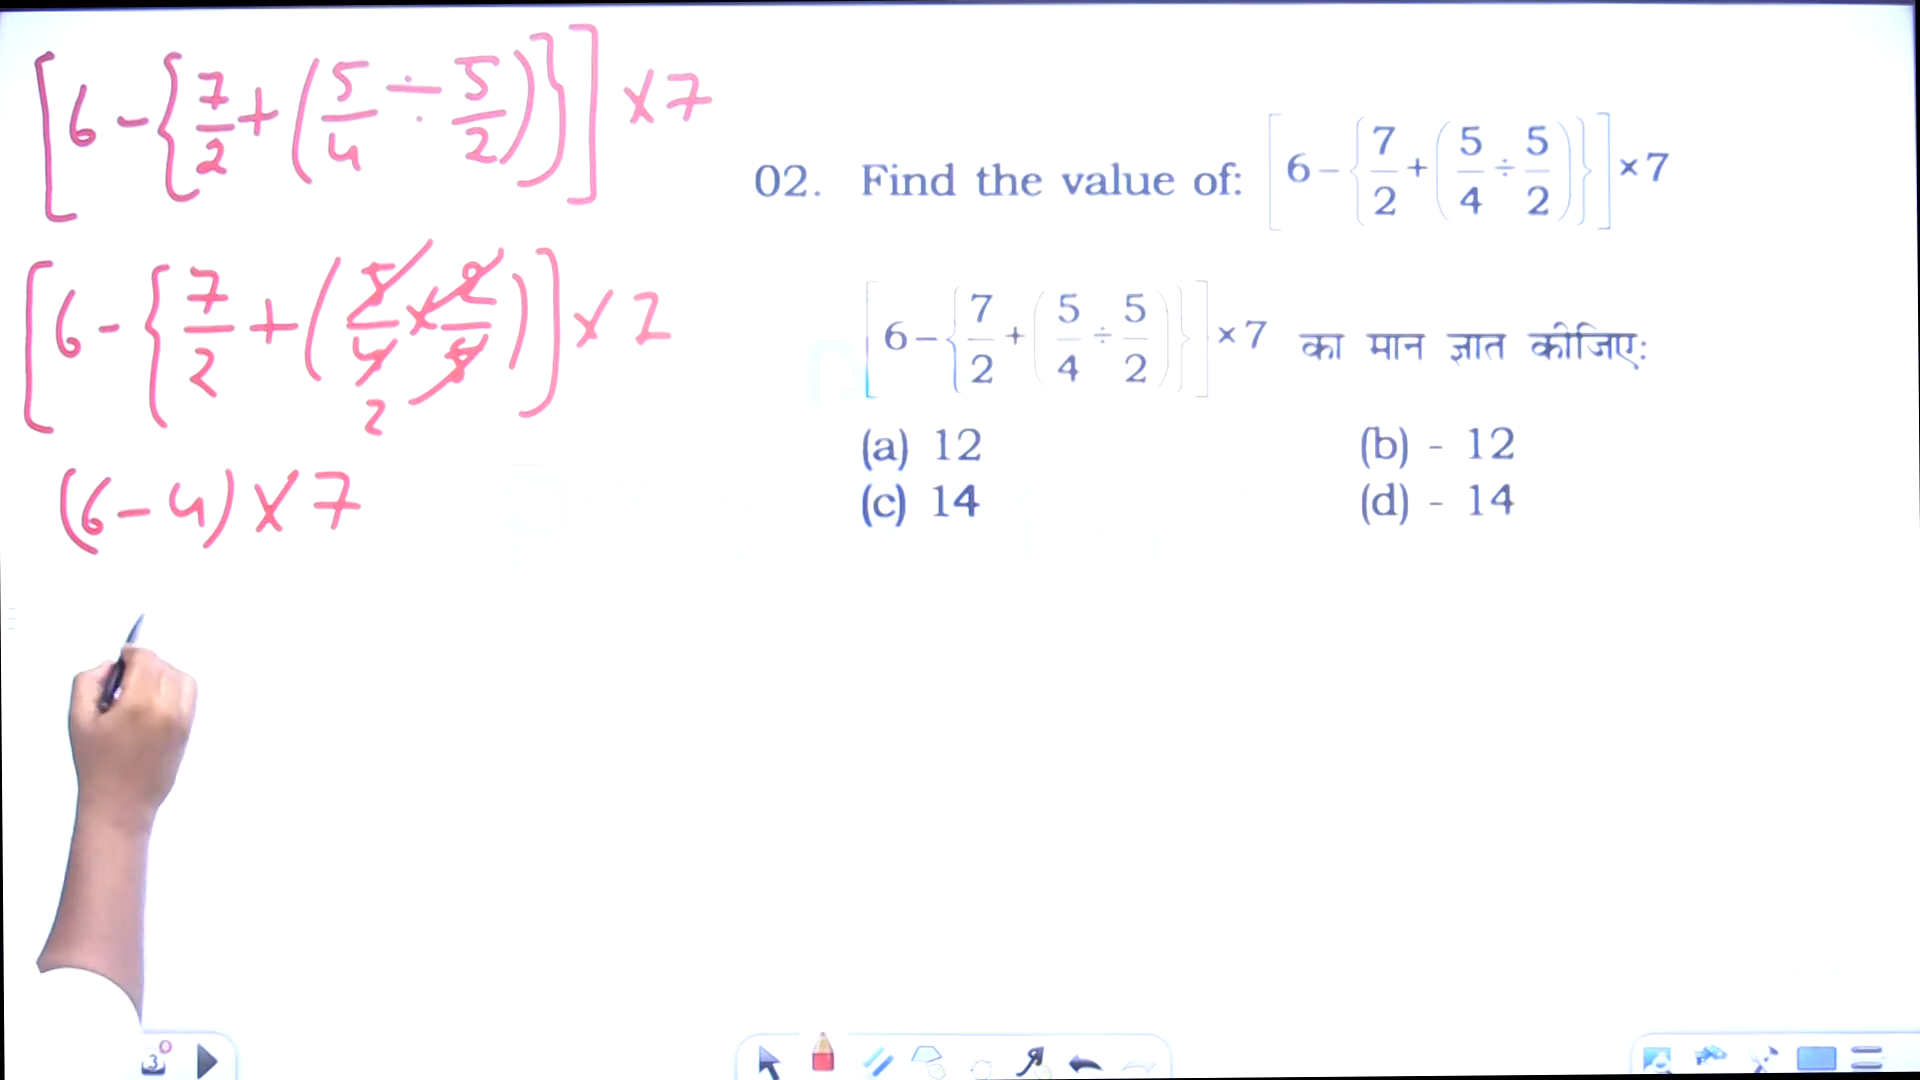 [6-{7/2+(5/4÷5/2)}]×7
[6-{7/2+(5/4×2/5)]×7
2
(6-4)×7
02. Find the value of: [6-{7/2+(5/4÷5/2)}]×7
[6-{7/2+(5/4÷5/2)}]×7 का मान ज्ञात कीजिए:
(a) 12 (b) - 12
(c) 14 (d) - 14
3